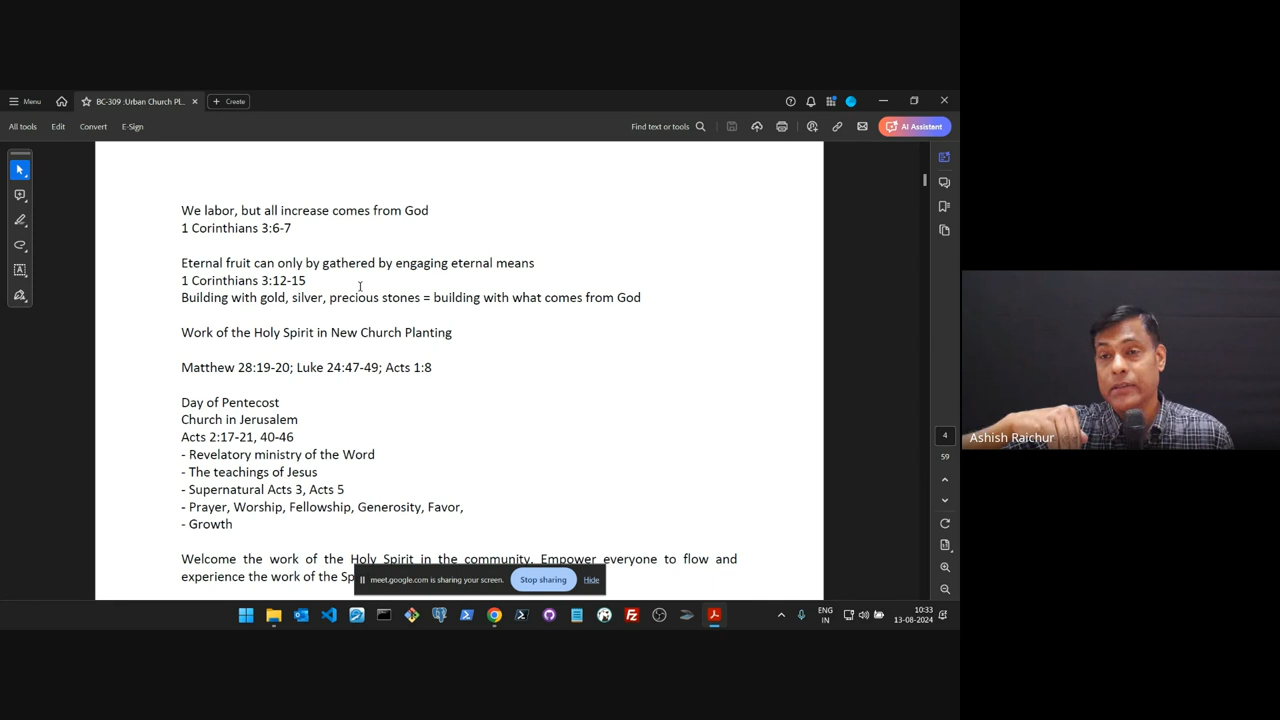 Menu
BC-309 :Urban Church Pl...
Create
All tools
Edit
Convert
E-Sign
Find text or tools
AI Assistant
We labor, but all increase comes from God
1 Corinthians 3:6-7
Eternal fruit can only by gathered by engaging eternal means
1 Corinthians 3:12-15
Building with gold, silver, precious stones = building with what comes from God
Work of the Holy Spirit in New Church Planting
Matthew 28:19-20; Luke 24:47-49; Acts 1:8
Day of Pentecost
Church in Jerusalem
Acts 2:17-21, 40-46
- Revelatory ministry of the Word
- The teachings of Jesus
- Supernatural Acts 3, Acts 5
- Prayer, Worship, Fellowship, Generosity, Favor,
- Growth
Welcome the work of the Holy Spirit in the community. Empower everyone to flow and
experience the work of the Sp
4
59
meet.google.com is sharing your screen.
Stop sharing
Hide
ENG
IN
10:33
13-08-2024
Ashish Raichur